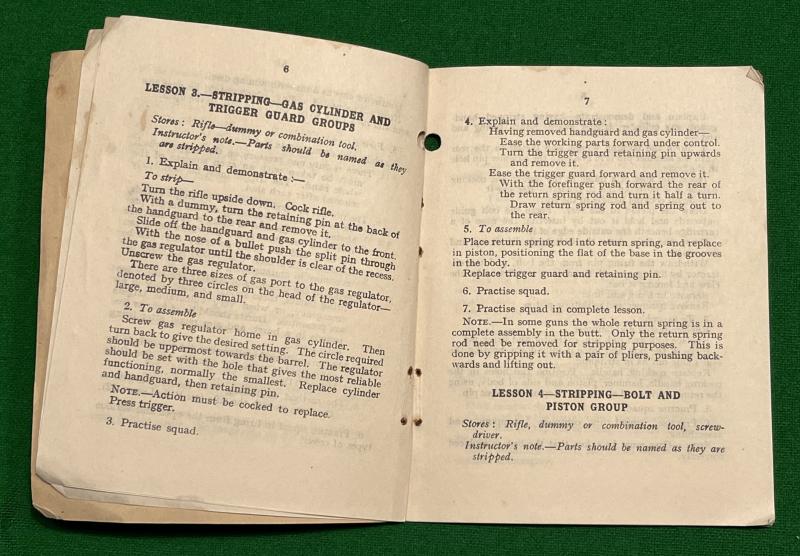 6
LESSON 3.—STRIPPING—GAS CYLINDER AND
TRIGGER GUARD GROUPS
Stores: Rifle—dummy or combination tool.
Instructor's note.—Parts should be named as they
are stripped.
1. Explain and demonstrate :—
To strip—
Turn the rifle upside down. Cock rifle.
With a dummy, turn the retaining pin at the back of
the handguard to the rear and remove it.
Slide off the handguard and gas cylinder to the front.
With the nose of a bullet push the split pin through
the gas regulator until the shoulder is clear of the recess.
Unscrew the gas regulator.
There are three sizes of gas port to the gas regulator,
denoted by three circles on the head of the regulator—
large, medium, and small.
2. To assemble
Screw gas regulator home in gas cylinder. Then
turn back to give the desired setting. The circle required
should be uppermost towards the barrel. The regulator
should be set with the hole that gives the most reliable
functioning, normally the smallest. Replace cylinder
and handguard, then retaining pin.
NOTE.—Action must be cocked to replace.
Press trigger.
3. Practise squad.
7
4. Explain and demonstrate :
Having removed handguard and gas cylinder—
Ease the working parts forward under control.
Turn the trigger guard retaining pin upwards
and remove it.
Ease the trigger guard forward and remove it.
With the forefinger push forward the rear of
the return spring rod and turn it half a turn.
Draw return spring rod and spring out to
the rear.
5. To assemble
Place return spring rod into return spring, and replace
in piston, positioning the flat of the base in the grooves
in the body.
Replace trigger guard and retaining pin.
6. Practise squad.
7. Practise squad in complete lesson.
NOTE.—In some guns the whole return spring is in a
complete assembly in the butt. Only the return spring
rod need be removed for stripping purposes. This is
done by gripping it with a pair of pliers, pushing back-
wards and lifting out.
LESSON 4—STRIPPING—BOLT AND
PISTON GROUP
Stores: Rifle, dummy or combination tool, screw-
driver.
Instructor's note.—Parts should be named as they are
stripped.